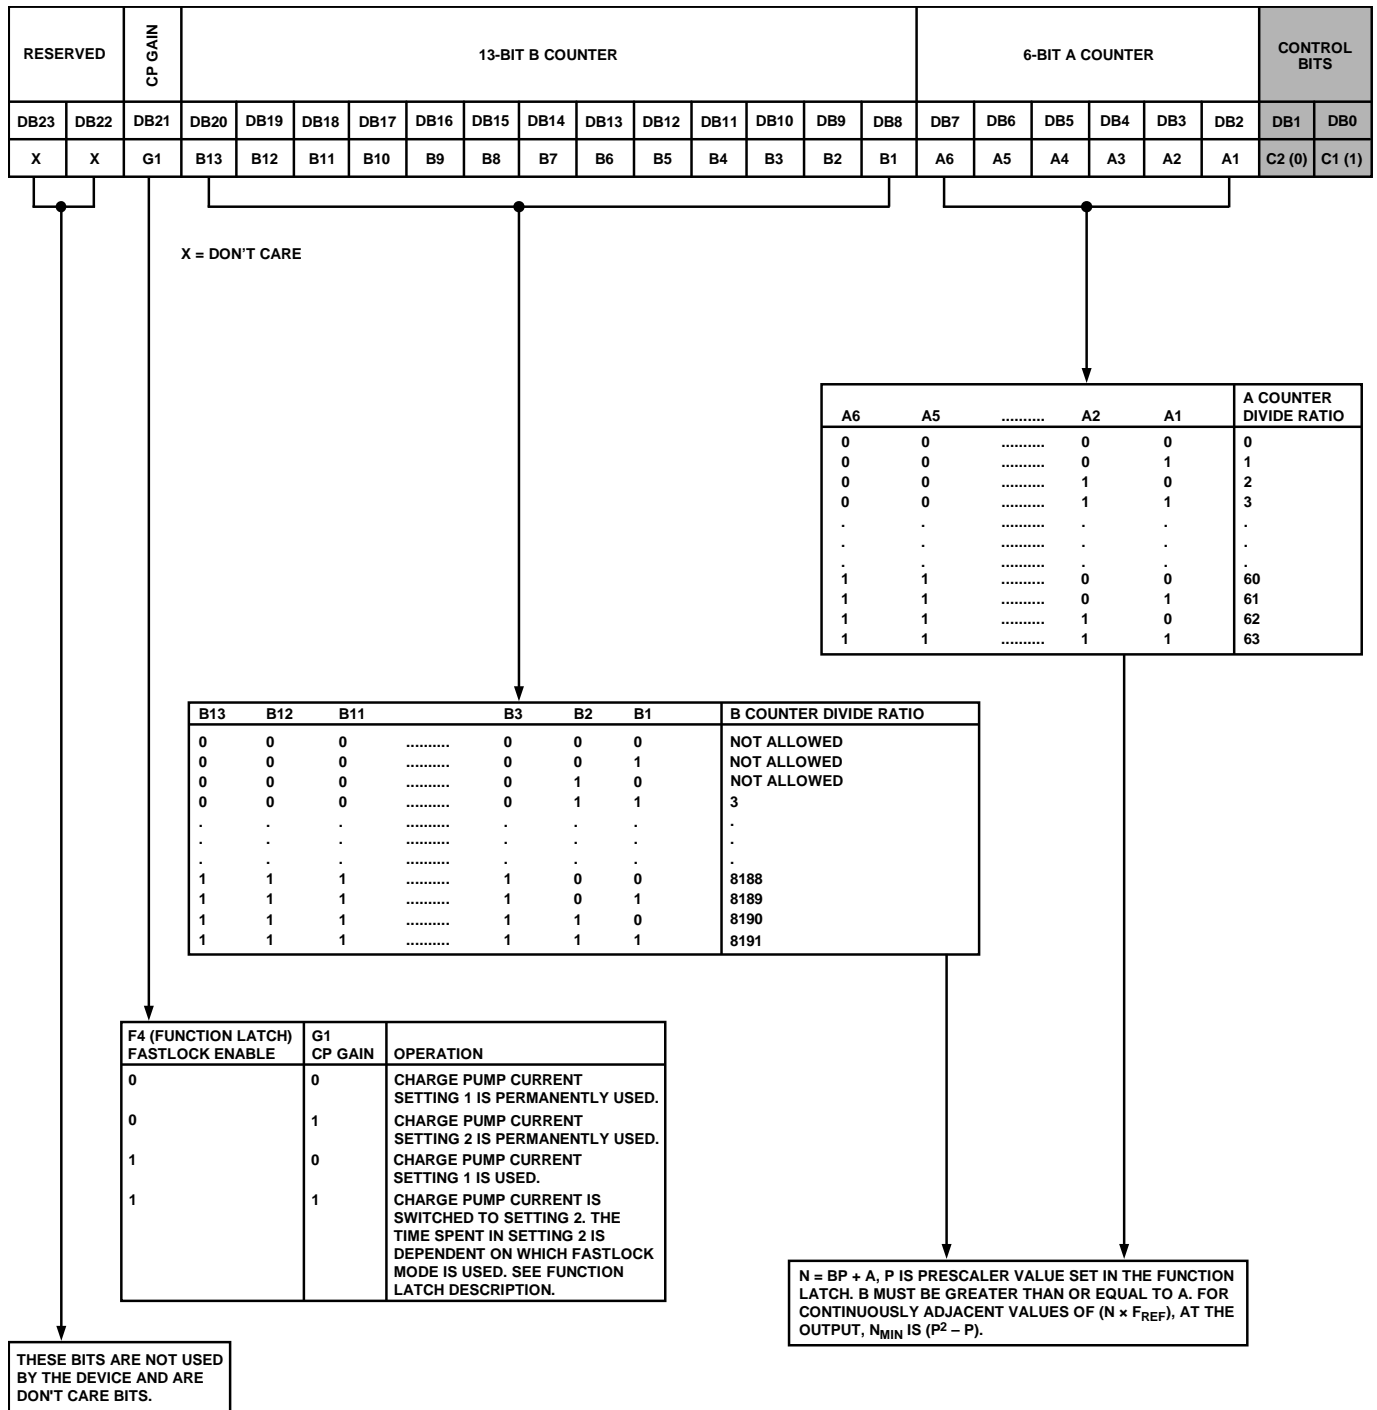 RESERVED CP GAIN 13-BIT B COUNTER 6-BIT A COUNTER CONTROL
BITS
DB23 DB22 DB21 DB20 DB19 DB18 DB17 DB16 DB15 DB14 DB13 DB12 DB11 DB10 DB9 DB8 DB7 DB6 DB5 DB4 DB3 DB2 DB1 DB0
X X G1 B13 B12 B11 B10 B9 B8 B7 B6 B5 B4 B3 B2 B1 A6 A5 A4 A3 A2 A1 C2 (0) C1 (1)
X = DON'T CARE
A COUNTER
A6 A5 .......... A2 A1 DIVIDE RATIO
0 0 .......... 0 0 0
0 0 .......... 0 1 1
0 0 .......... 1 0 2
0 0 .......... 1 1 3
. . .......... . . .
. . .......... . . .
. . .......... . . .
1 1 .......... 0 0 60
1 1 .......... 0 1 61
1 1 .......... 1 0 62
1 1 .......... 1 1 63
B13 B12 B11 B3 B2 B1 B COUNTER DIVIDE RATIO
0 0 0 .......... 0 0 0 NOT ALLOWED
0 0 0 .......... 0 0 1 NOT ALLOWED
0 0 0 .......... 0 1 0 NOT ALLOWED
0 0 0 .......... 0 1 1 3
. . . .......... . . . .
. . . .......... . . . .
. . . .......... . . . .
1 1 1 .......... 1 0 0 8188
1 1 1 .......... 1 0 1 8189
1 1 1 .......... 1 1 0 8190
1 1 1 .......... 1 1 1 8191
F4 (FUNCTION LATCH) G1
FASTLOCK ENABLE CP GAIN OPERATION
0 0 CHARGE PUMP CURRENT
SETTING 1 IS PERMANENTLY USED.
0 1 CHARGE PUMP CURRENT
SETTING 2 IS PERMANENTLY USED.
1 0 CHARGE PUMP CURRENT
SETTING 1 IS USED.
1 1 CHARGE PUMP CURRENT IS
SWITCHED TO SETTING 2. THE
TIME SPENT IN SETTING 2 IS
DEPENDENT ON WHICH FASTLOCK
MODE IS USED. SEE FUNCTION
LATCH DESCRIPTION.
N = BP + A, P IS PRESCALER VALUE SET IN THE FUNCTION
LATCH. B MUST BE GREATER THAN OR EQUAL TO A. FOR
CONTINUOUSLY ADJACENT VALUES OF (N × FREF), AT THE
OUTPUT, NMIN IS (P² – P).
THESE BITS ARE NOT USED
BY THE DEVICE AND ARE
DON'T CARE BITS.